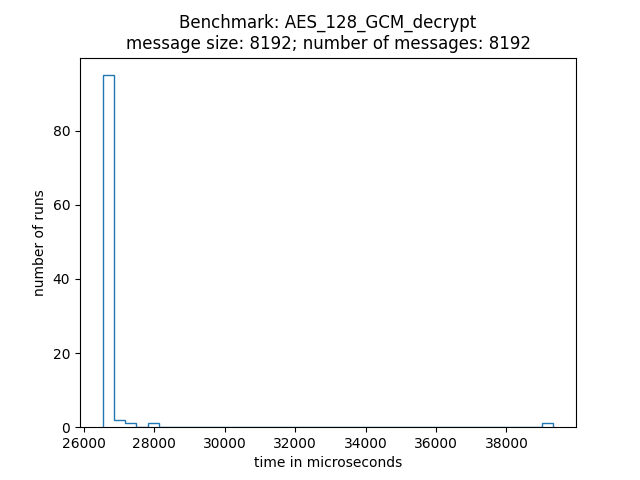 Benchmark: AES_128_GCM_decrypt
message size: 8192; number of messages: 8192
80
60
40
20
0
number of runs
26000 28000 30000 32000 34000 36000 38000
time in microseconds